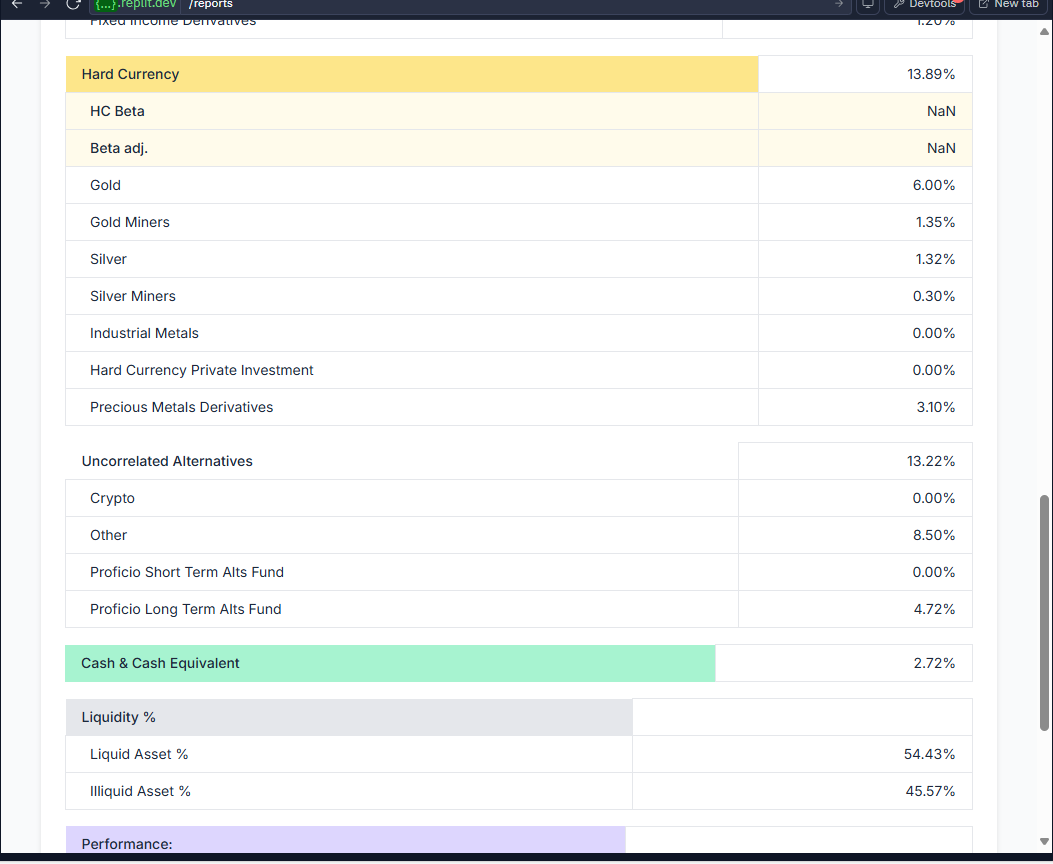 {...}.replit.dev /reports Devtools New tab
Fixed Income Derivatives 1.20%
Hard Currency 13.89%
HC Beta NaN
Beta adj. NaN
Gold 6.00%
Gold Miners 1.35%
Silver 1.32%
Silver Miners 0.30%
Industrial Metals 0.00%
Hard Currency Private Investment 0.00%
Precious Metals Derivatives 3.10%
Uncorrelated Alternatives 13.22%
Crypto 0.00%
Other 8.50%
Proficio Short Term Alts Fund 0.00%
Proficio Long Term Alts Fund 4.72%
Cash & Cash Equivalent 2.72%
Liquidity %
Liquid Asset % 54.43%
Illiquid Asset % 45.57%
Performance: